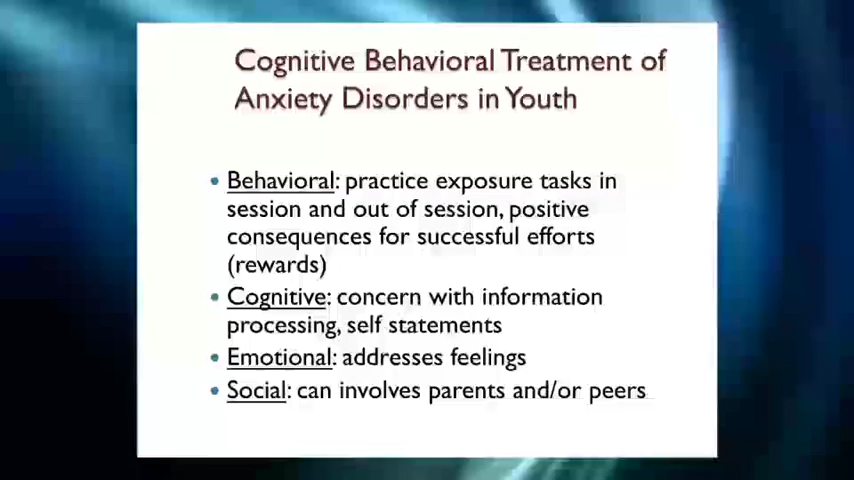 Cognitive Behavioral Treatment of
Anxiety Disorders in Youth
• Behavioral: practice exposure tasks in
session and out of session, positive
consequences for successful efforts
(rewards)
• Cognitive: concern with information
processing, self statements
• Emotional: addresses feelings
• Social: can involves parents and/or peers